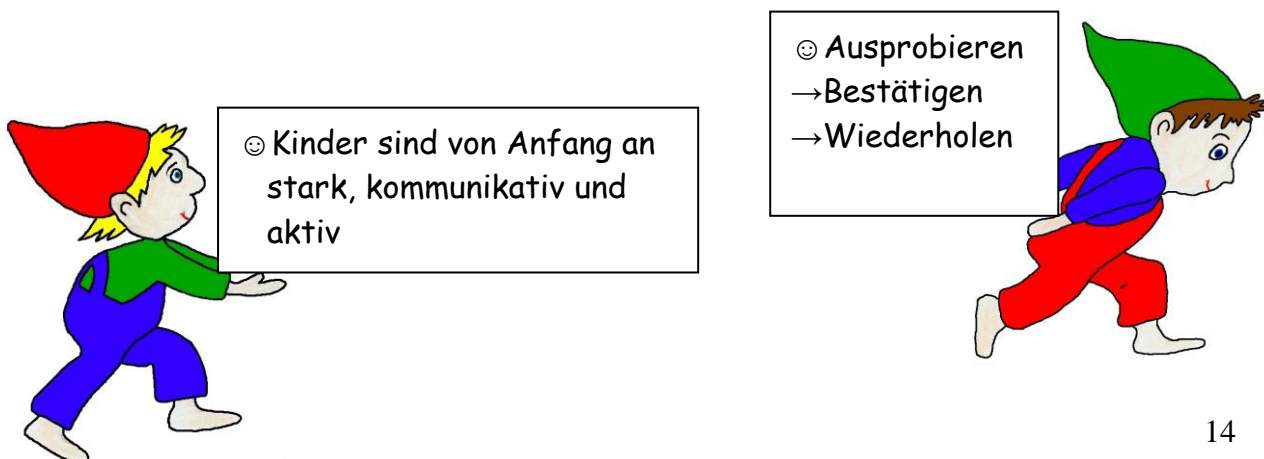 ☺Kinder sind von Anfang an
stark, kommunikativ und
aktiv
☺Ausprobieren
→Bestätigen
→Wiederholen
14